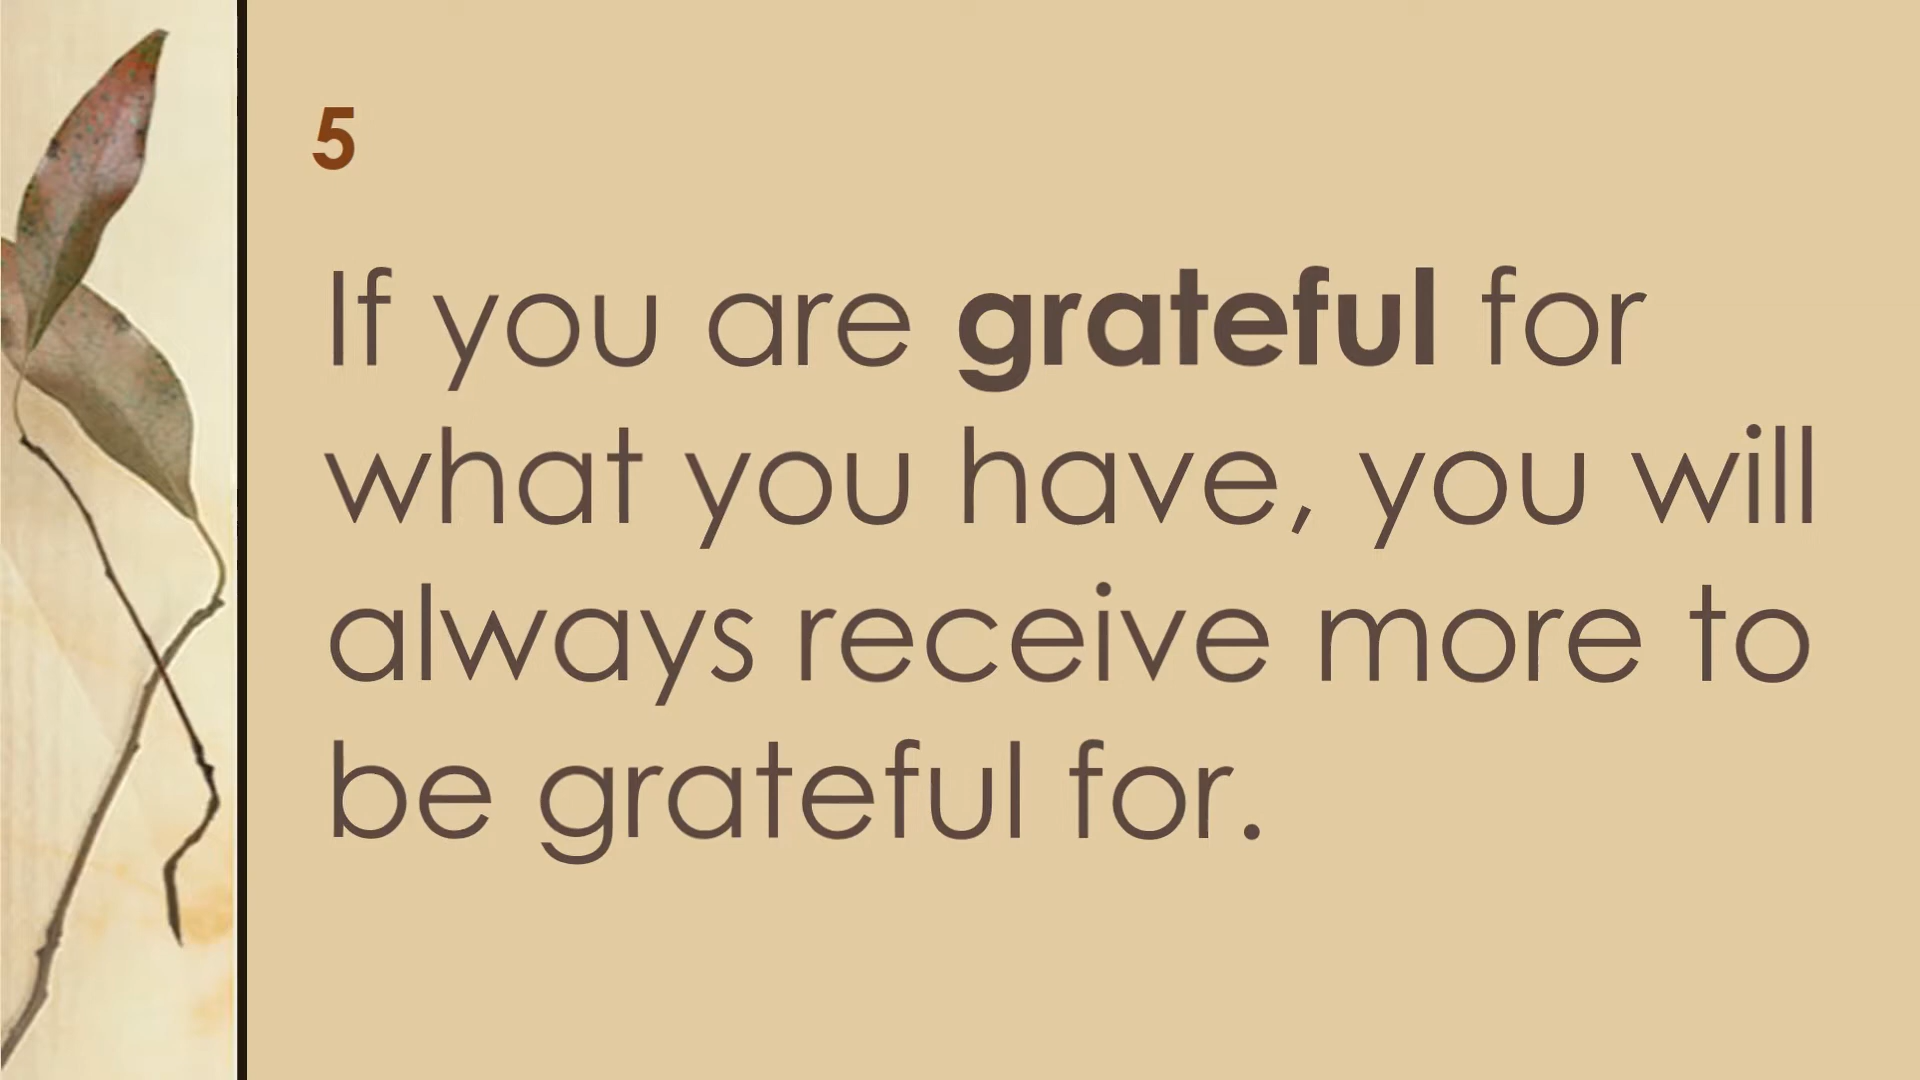 5
If you are grateful for
what you have, you will
always receive more to
be grateful for.